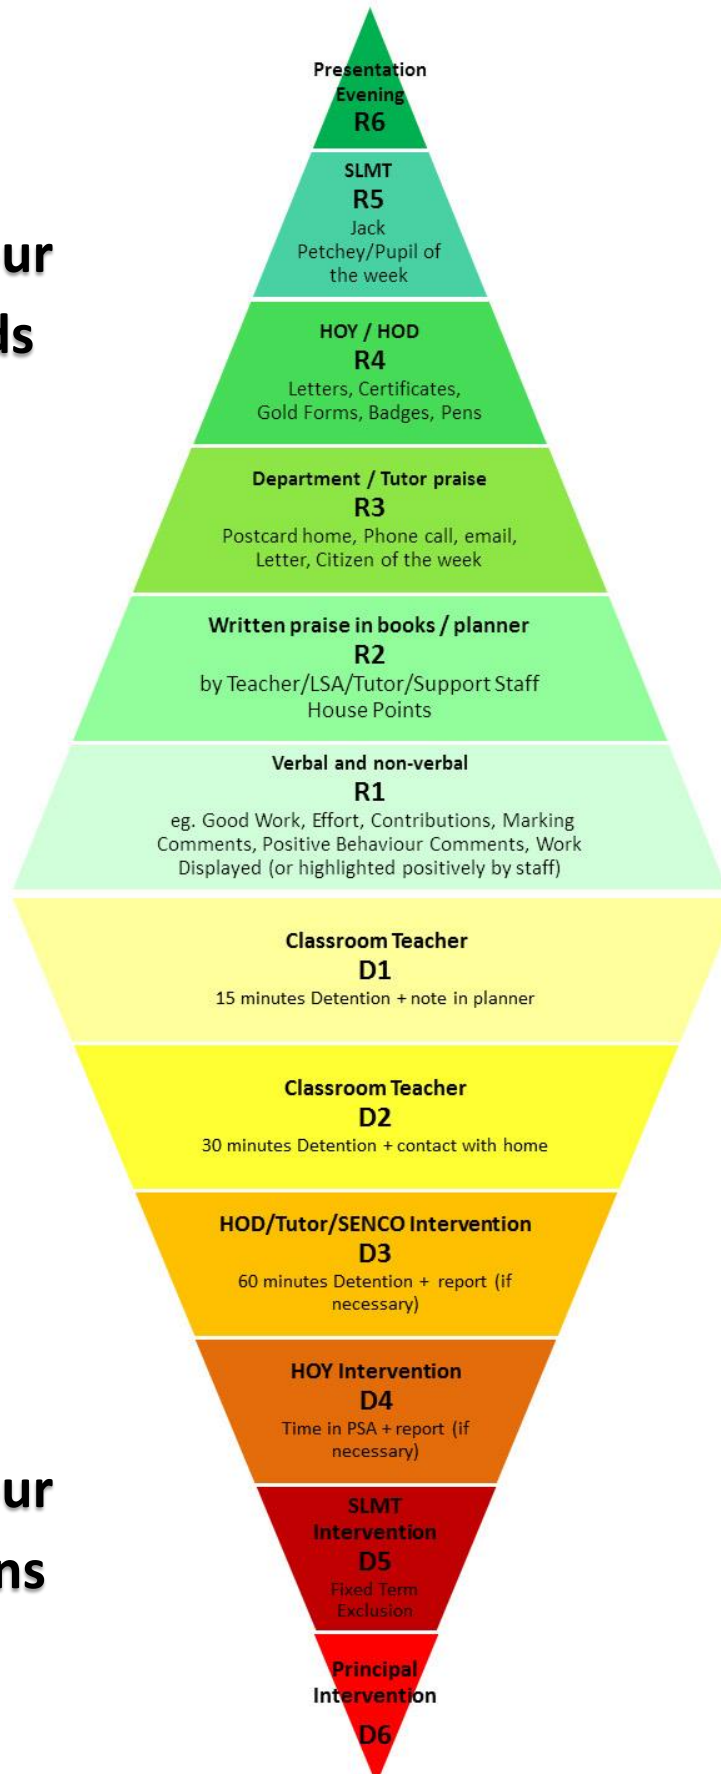 Presentation
Evening
R6
SLMT
R5
Jack
Petchey/Pupil of
the week
ur
ds
HOY / HOD
R4
Letters, Certificates,
Gold Forms, Badges, Pens
Department / Tutor praise
R3
Postcard home, Phone call, email,
Letter, Citizen of the week
Written praise in books / planner
R2
by Teacher/LSA/Tutor/Support Staff
House Points
Verbal and non-verbal
R1
eg. Good Work, Effort, Contributions, Marking
Comments, Positive Behaviour Comments, Work
Displayed (or highlighted positively by staff)
Classroom Teacher
D1
15 minutes Detention + note in planner
Classroom Teacher
D2
30 minutes Detention + contact with home
HOD/Tutor/SENCO Intervention
D3
60 minutes Detention + report (if
necessary)
HOY Intervention
D4
Time in PSA + report (if
necessary)
ur
ns
SLMT
Intervention
D5
Fixed Term
Exclusion
Principal
Intervention
D6